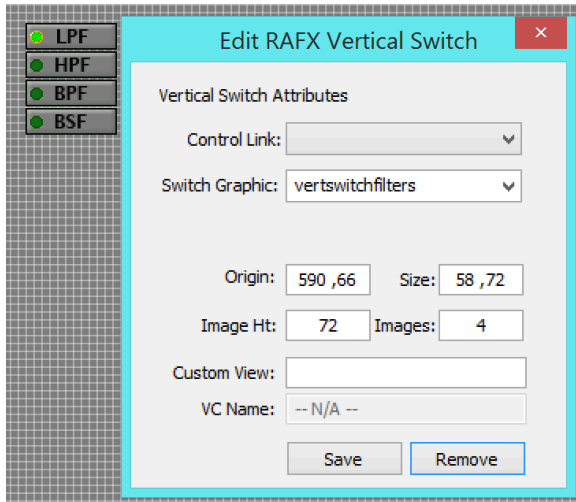 LPF
HPF
BPF
BSF
Edit RAFX Vertical Switch
Vertical Switch Attributes
Control Link:
Switch Graphic: vertswitchfilters
Origin: 590 ,66 Size: 58 ,72
Image Ht: 72 Images: 4
Custom View:
VC Name: -- N/A --
Save Remove